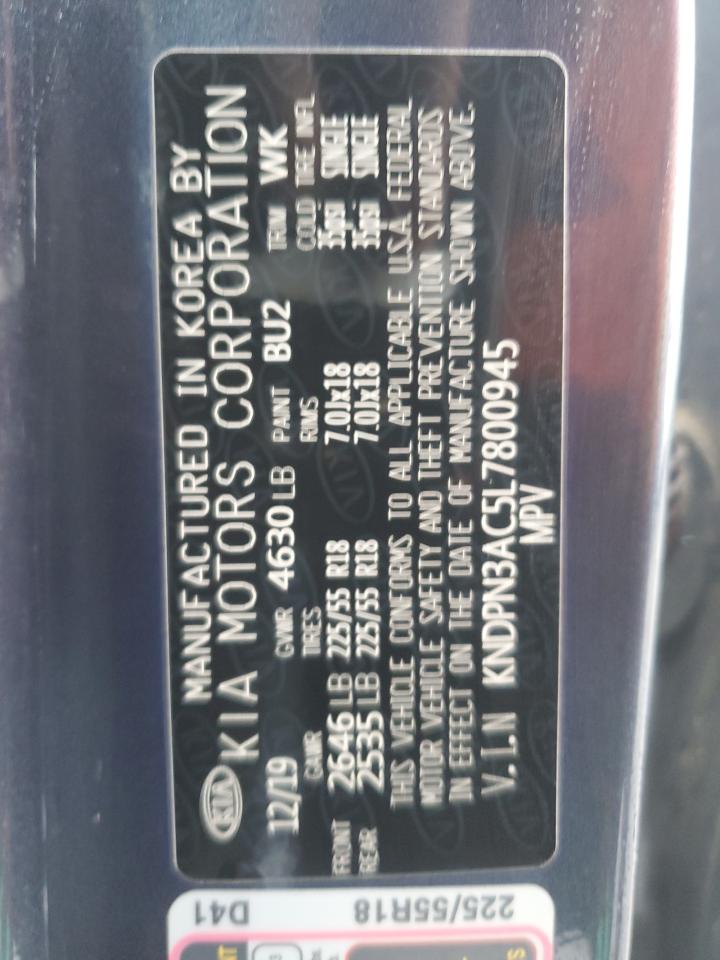 KIA
MANUFACTURED IN KOREA BY
KIA MOTORS CORPORATION
12/19 GVWR 4630 LB PAINT BU2 TRIM WK
GAWR TIRES RIMS COLD TIRE INFL.
FRONT 2646 LB 225/55 R18 7.0Jx18 35psi SINGLE
REAR 2535 LB 225/55 R18 7.0Jx18 35psi SINGLE
THIS VEHICLE CONFORMS TO ALL APPLICABLE U.S.A. FEDERAL
MOTOR VEHICLE SAFETY AND THEFT PREVENTION STANDARDS
IN EFFECT ON THE DATE OF MANUFACTURE SHOWN ABOVE.
V.I.N KNDPN3AC5L7800945
MPV
D41 225/55R18